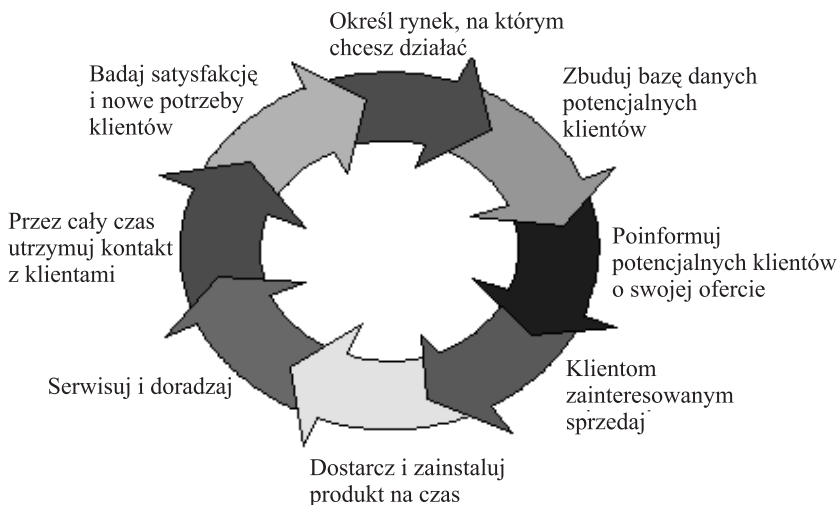 Określ rynek, na którym
chcesz działać
Zbuduj bazę danych
potencjalnych
klientów
Poinformuj
potencjalnych klientów
o swojej ofercie
Klientom
zainteresowanym
sprzedaj
Dostarcz i zainstaluj
produkt na czas
Serwisuj i doradzaj
Przez cały czas
utrzymuj kontakt
z klientami
Badaj satysfakcję
i nowe potrzeby
klientów